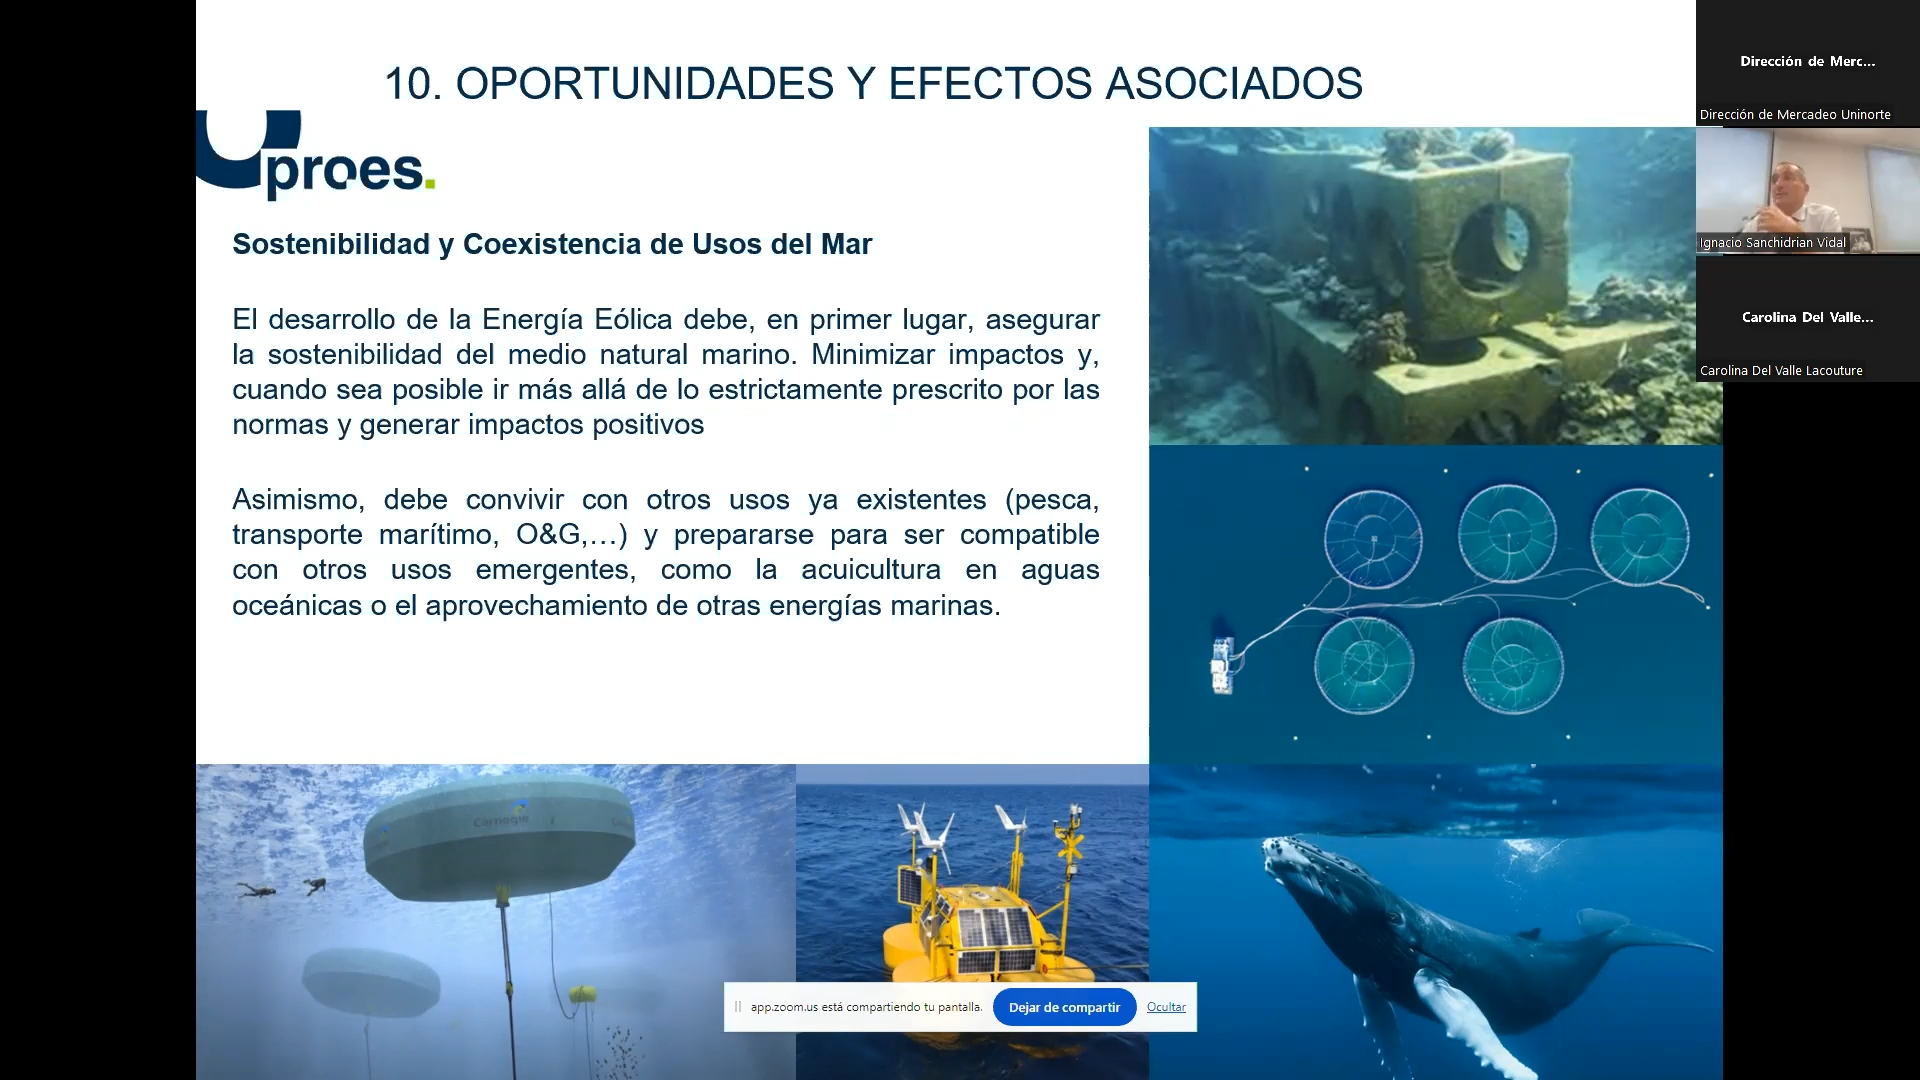 10. OPORTUNIDADES Y EFECTOS ASOCIADOS
proes.
Sostenibilidad y Coexistencia de Usos del Mar
El desarrollo de la Energía Eólica debe, en primer lugar, asegurar
la sostenibilidad del medio natural marino. Minimizar impactos y,
cuando sea posible ir más allá de lo estrictamente prescrito por las
normas y generar impactos positivos
Asimismo, debe convivir con otros usos ya existentes (pesca,
transporte marítimo, O&G,…) y prepararse para ser compatible
con otros usos emergentes, como la acuicultura en aguas
oceánicas o el aprovechamiento de otras energías marinas.
Carnegie
app.zoom.us está compartiendo tu pantalla.
Dejar de compartir
Ocultar
Dirección de Merc...
Dirección de Mercadeo Uninorte
Ignacio Sanchidrian Vidal
Carolina Del Valle...
Carolina Del Valle Lacouture